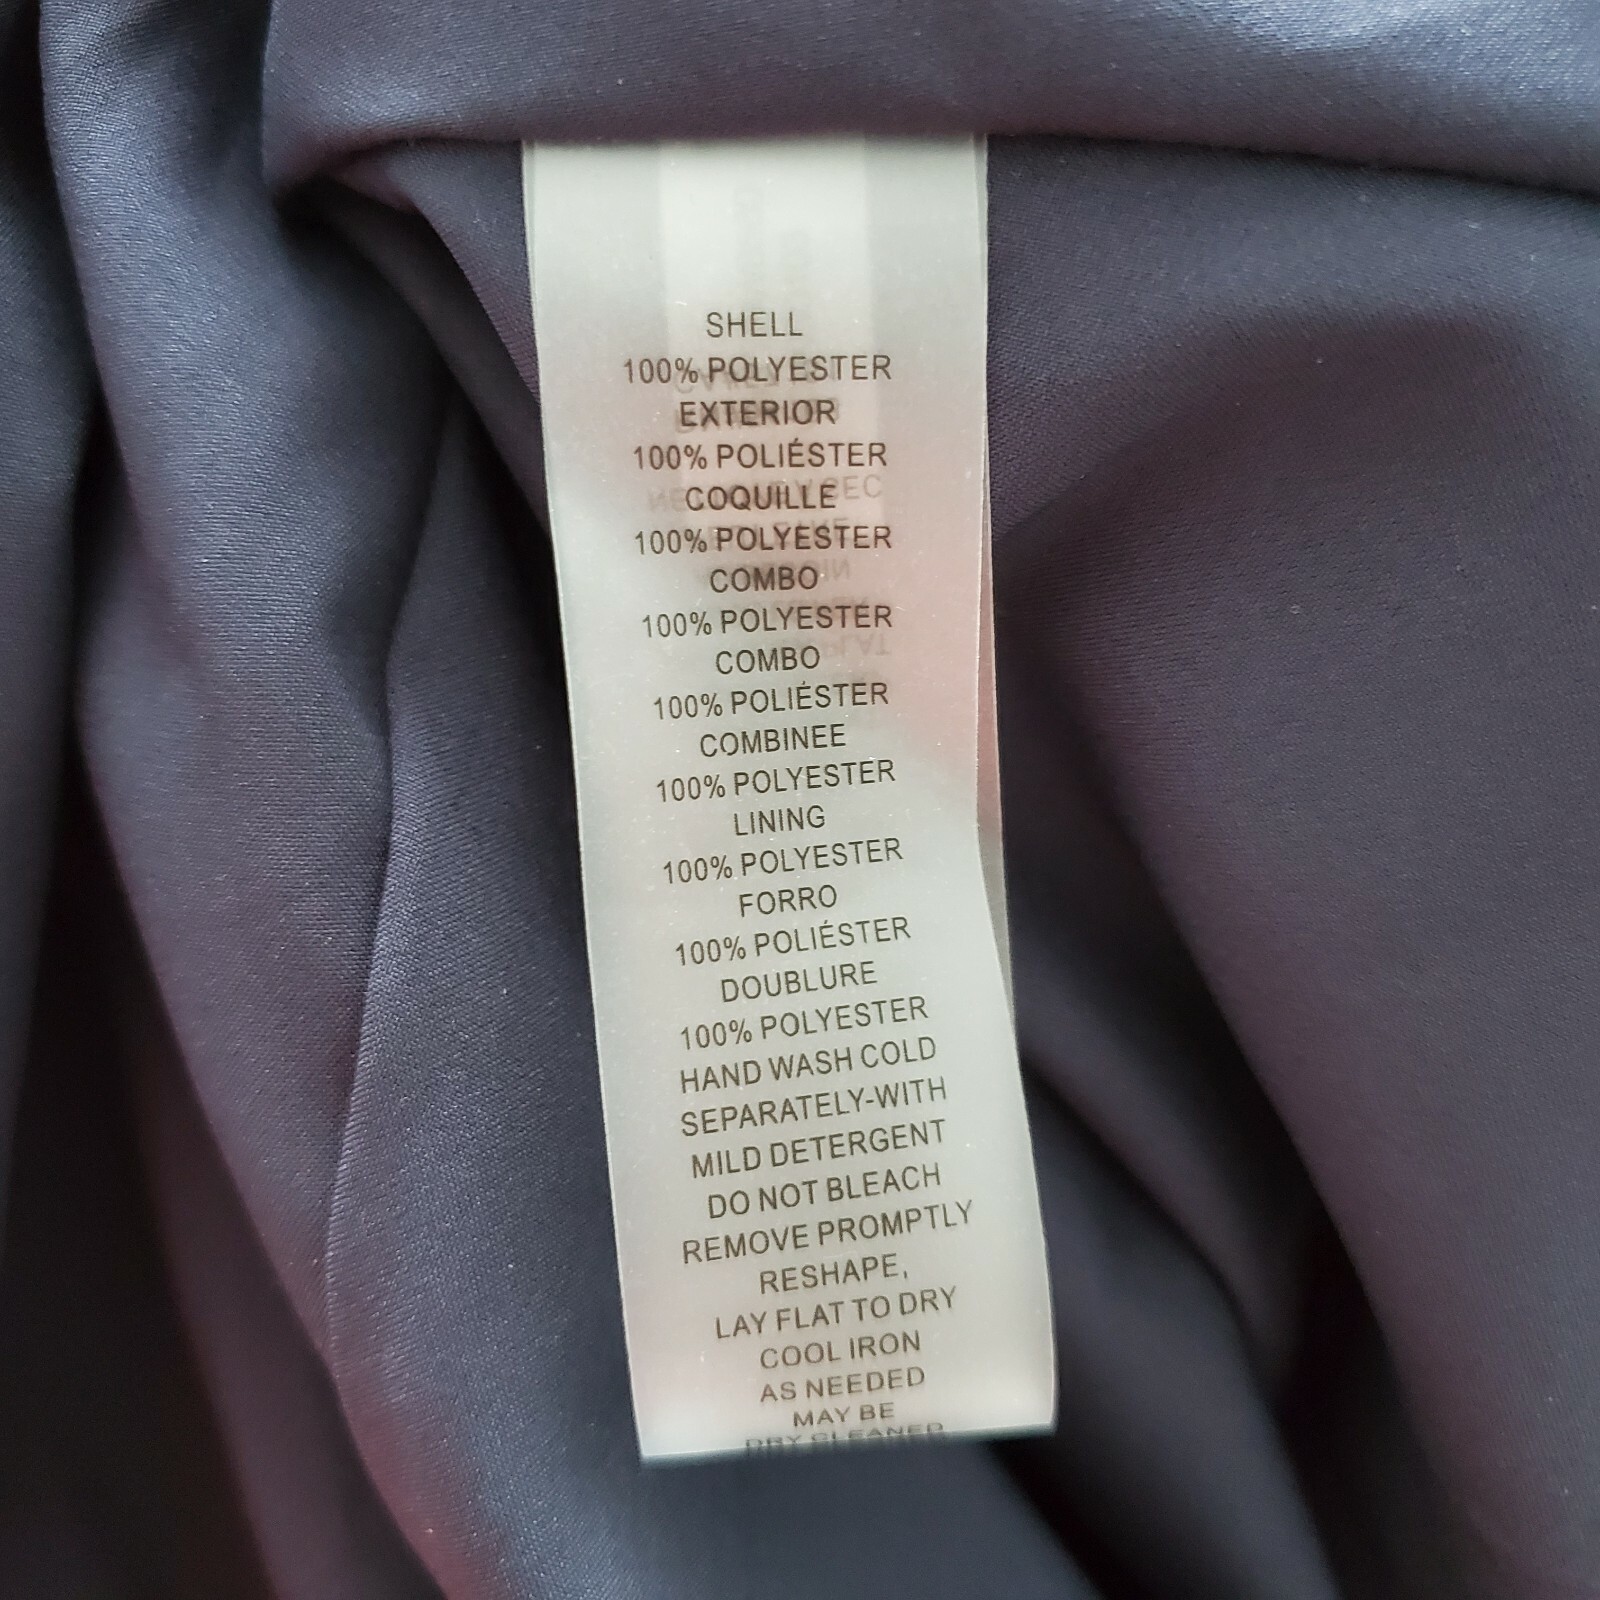 SHELL
100% POLYESTER
EXTERIOR
100% POLIÉSTER
COQUILLE
100% POLYESTER
COMBO
100% POLYESTER
COMBO
100% POLIÉSTER
COMBINEE
100% POLYESTER
LINING
100% POLYESTER
FORRO
100% POLIÉSTER
DOUBLURE
100% POLYESTER
HAND WASH COLD
SEPARATELY-WITH
MILD DETERGENT
DO NOT BLEACH
REMOVE PROMPTLY
RESHAPE,
LAY FLAT TO DRY
COOL IRON
AS NEEDED
MAY BE
DRY CLEANED